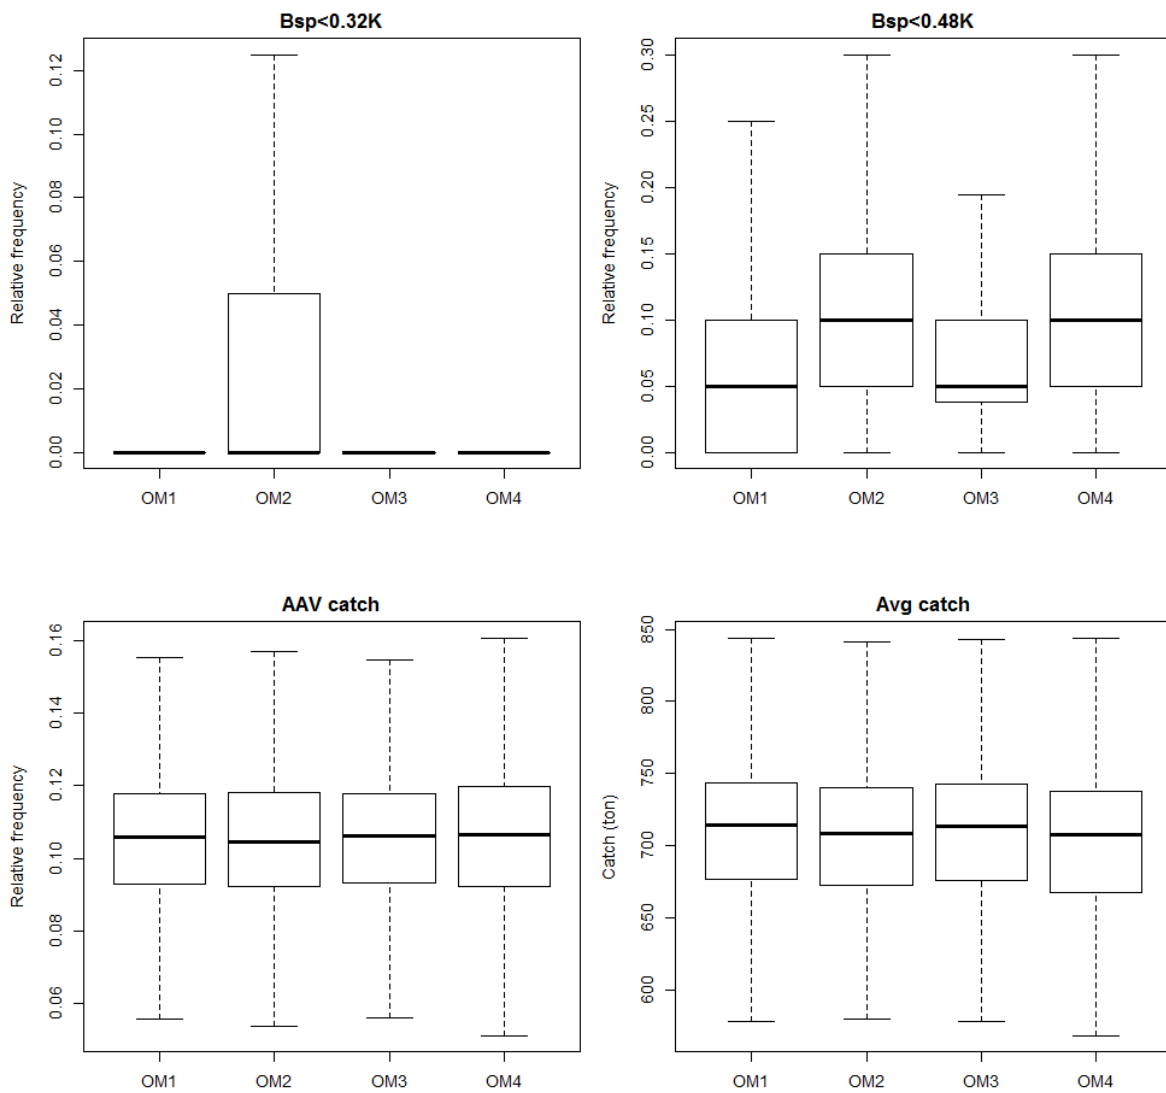 Bsp<0.32K
Relative frequency
0.12
0.10
0.08
0.06
0.04
0.02
0.00
OM1 OM2 OM3 OM4
Bsp<0.48K
Relative frequency
0.30
0.25
0.20
0.15
0.10
0.05
0.00
OM1 OM2 OM3 OM4
AAV catch
Relative frequency
0.16
0.14
0.12
0.10
0.08
0.06
OM1 OM2 OM3 OM4
Avg catch
Catch (ton)
850
800
750
700
650
600
OM1 OM2 OM3 OM4